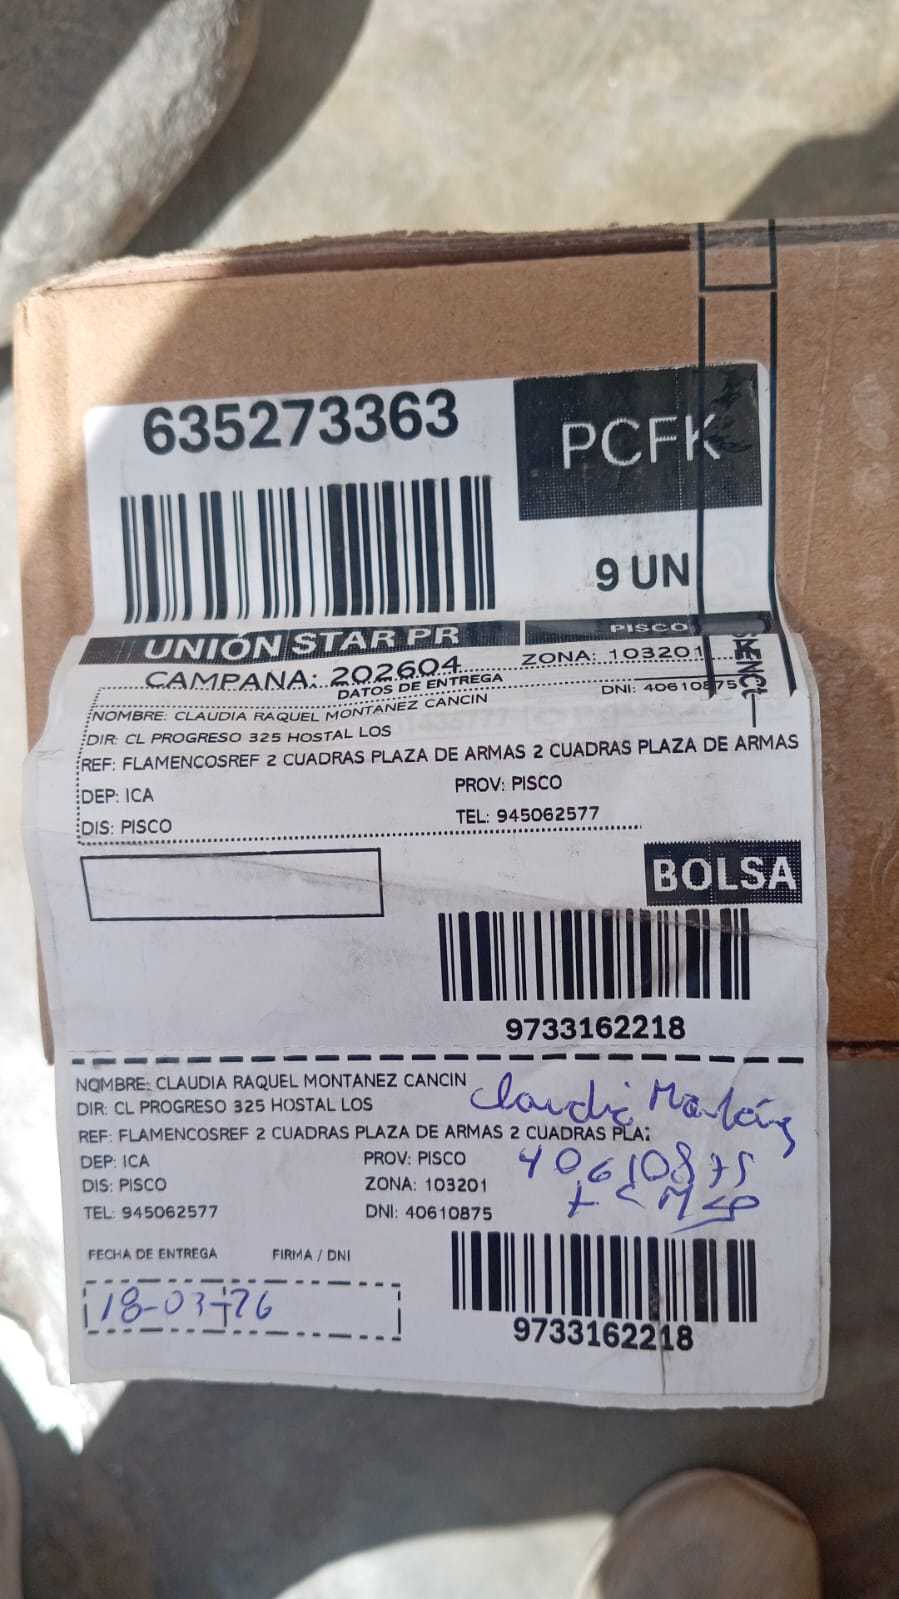 635273363
PCFK
9 UN
UNIÓN STAR PR
PISCO
CAMPAÑA: 202604
ZONA: 103201
DATOS DE ENTREGA
DNI: 40610875
NOMBRE: CLAUDIA RAQUEL MONTANEZ CANCIN
DIR: CL PROGRESO 325 HOSTAL LOS
REF: FLAMENCOSREF 2 CUADRAS PLAZA DE ARMAS 2 CUADRAS PLAZA DE ARMAS
DEP: ICA
PROV: PISCO
DIS: PISCO
TEL: 945062577
BOLSA
9733162218
NOMBRE: CLAUDIA RAQUEL MONTANEZ CANCIN
DIR: CL PROGRESO 325 HOSTAL LOS
Claudia
REF: FLAMENCOSREF 2 CUADRAS PLAZA DE ARMAS 2 CUADRAS PLA
DEP: ICA
PROV: PISCO
40610875
DIS: PISCO
ZONA: 103201
TEL: 945062577
DNI: 40610875
FECHA DE ENTREGA
FIRMA / DNI
18-03-26
9733162218